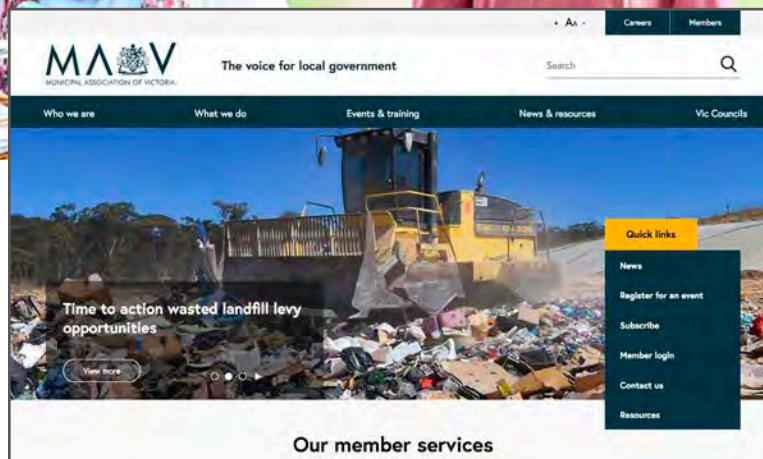 AA
Careers
Members
MAV
MUNICIPAL ASSOCIATION OF VICTORIA
The voice for local government
Search
Who we are
What we do
Events & training
News & resources
Vic Councils
Quick links
News
Register for an event
Subscribe
Member login
Contact us
Resources
Time to action wasted landfill levy
opportunities
View more
Our member services